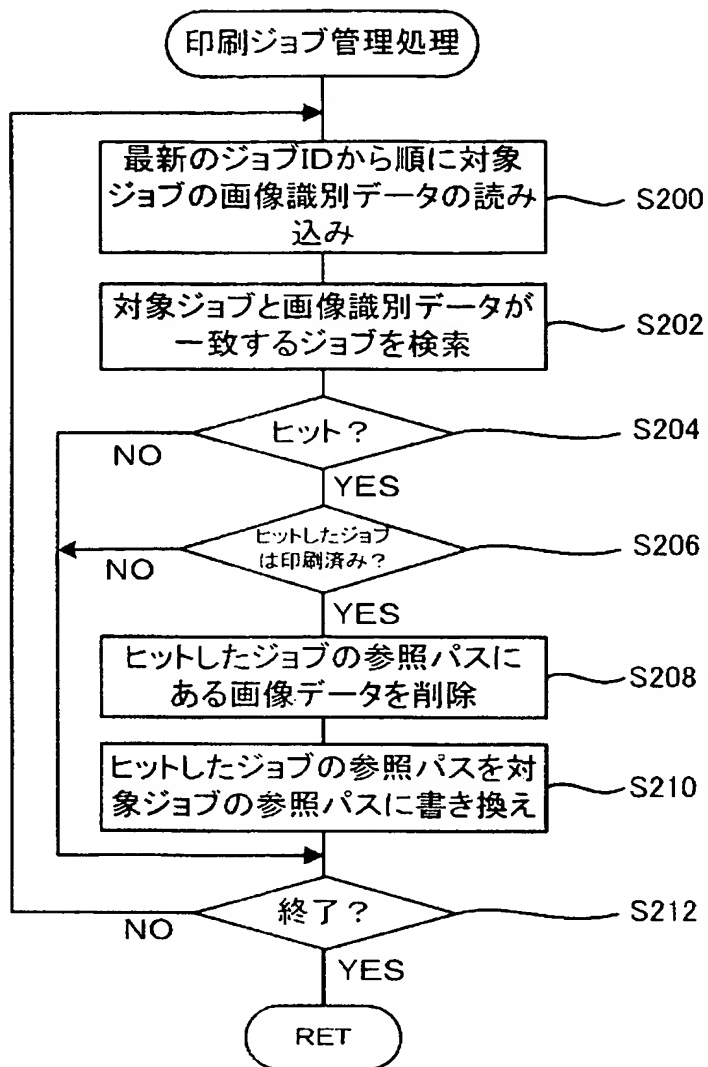 印刷ジョブ管理処理
最新のジョブIDから順に対象
ジョブの画像識別データの読み
込み
S200
対象ジョブと画像識別データが
一致するジョブを検索
S202
ヒット？
S204
NO
YES
ヒットしたジョブ
は印刷済み？
S206
NO
YES
ヒットしたジョブの参照パスに
ある画像データを削除
S208
ヒットしたジョブの参照パスを対
象ジョブの参照パスに書き換え
S210
終了？
S212
NO
YES
RET